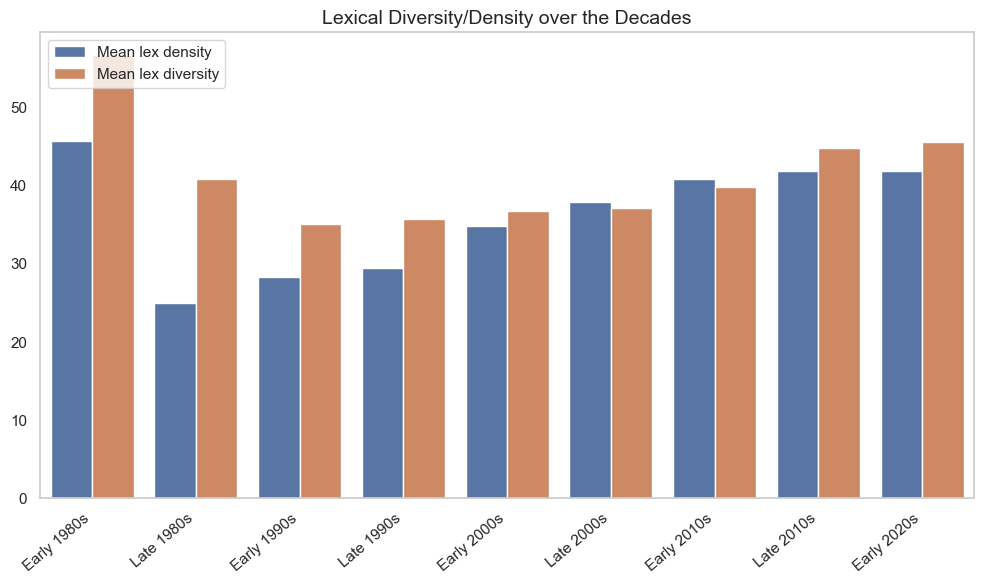 Lexical Diversity/Density over the Decades
Mean lex density
Mean lex diversity
50
40
30
20
10
0
Early 1980s
Late 1980s
Early 1990s
Late 1990s
Early 2000s
Late 2000s
Early 2010s
Late 2010s
Early 2020s